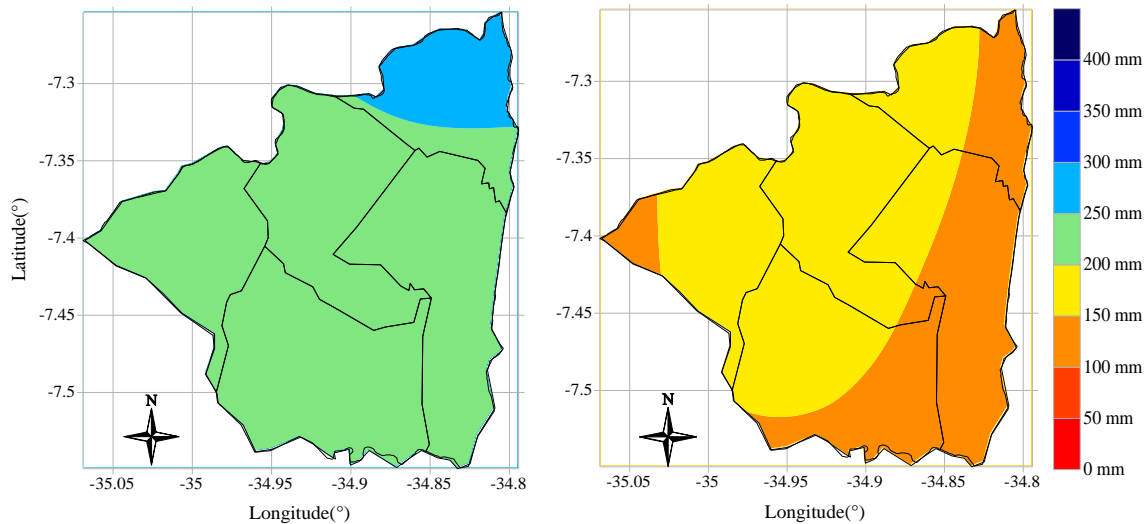 N
N
Latitude(°)
-7.3
-7.35
-7.4
-7.45
-7.5
-7.3
-7.35
-7.4
-7.45
-7.5
400 mm
350 mm
300 mm
250 mm
200 mm
150 mm
100 mm
50 mm
0 mm
-35.05 -35 -34.95 -34.9 -34.85 -34.8
-35.05 -35 -34.95 -34.9 -34.85 -34.8
Longitude(°)
Longitude(°)